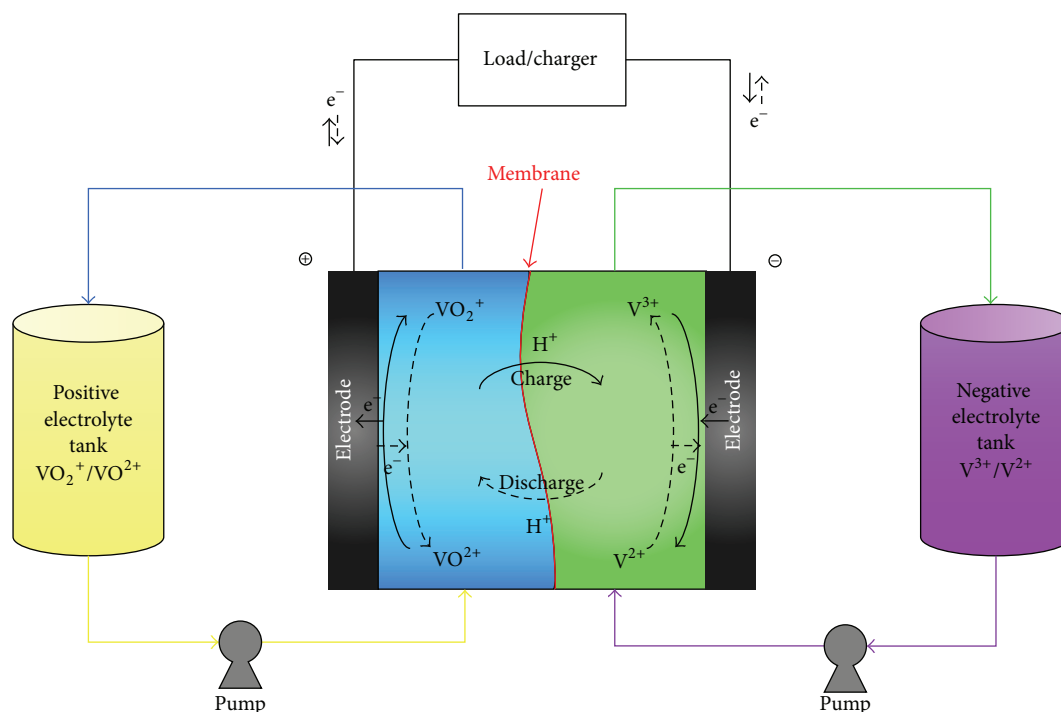 Load/charger
e⁻
e⁻
Membrane
⊕
⊖
VO₂⁺
V³⁺
H⁺
Charge
Positive
electrolyte
tank
VO₂⁺/VO²⁺
Electrode
e⁻
e⁻
Discharge
H⁺
VO²⁺
V²⁺
e⁻
e⁻
Electrode
Negative
electrolyte
tank
V³⁺/V²⁺
Pump
Pump